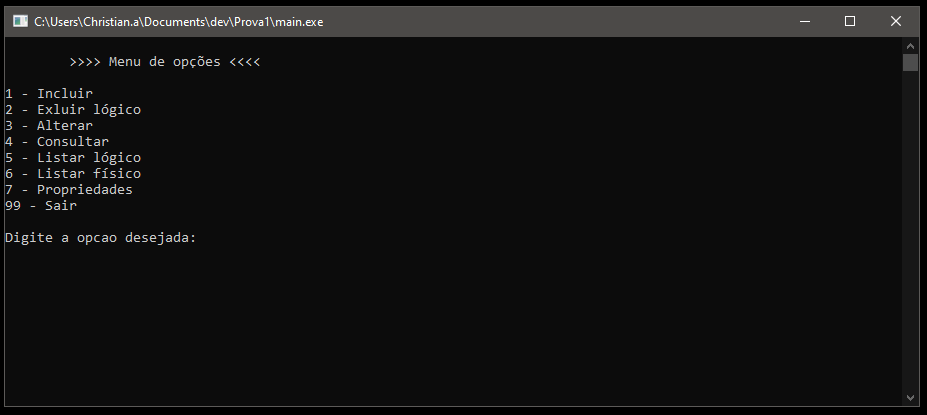 C:\Users\Christian.a\Documents\dev\Prova1\main.exe
>>>> Menu de opções <<<<
1 - Incluir
2 - Exluir lógico
3 - Alterar
4 - Consultar
5 - Listar lógico
6 - Listar físico
7 - Propriedades
99 - Sair
Digite a opcao desejada: